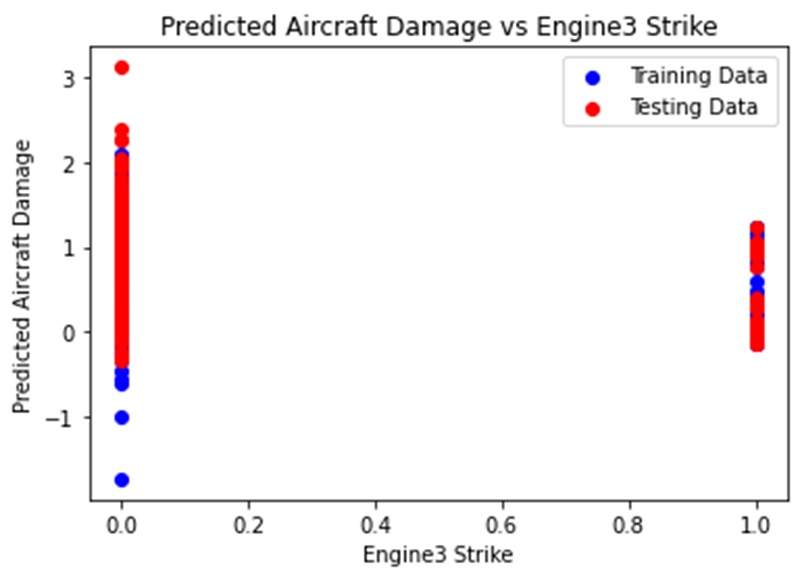 Predicted Aircraft Damage vs Engine3 Strike
Training Data
Testing Data
Predicted Aircraft Damage
3
2
1
0
−1
0.0 0.2 0.4 0.6 0.8 1.0
Engine3 Strike